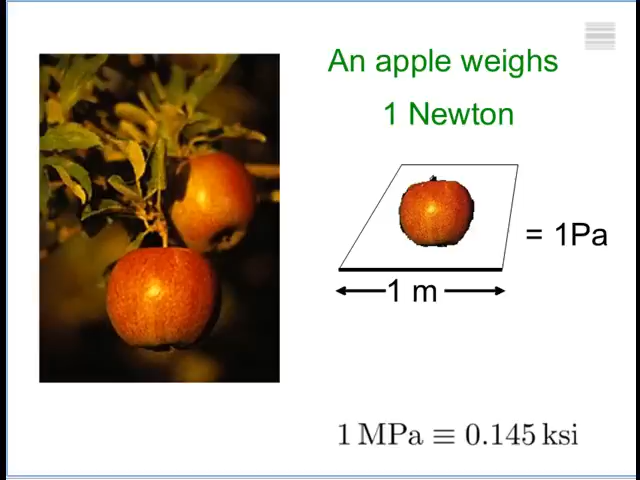 An apple weighs
1 Newton
= 1Pa
1 m
1 MPa ≡ 0.145 ksi